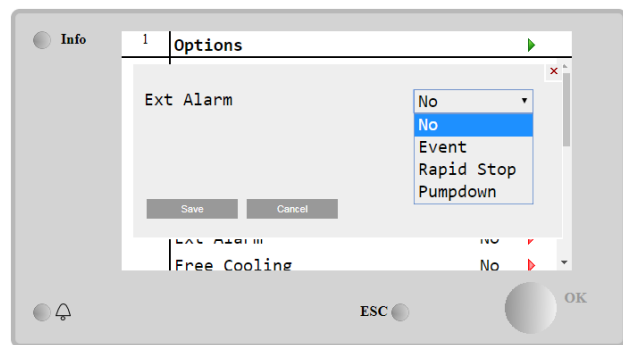 Info
1 Options
×
Ext Alarm No
No
Event
Rapid Stop
Pumpdown
Save Cancel
Ext Alarm No
Free Cooling No
ESC
OK